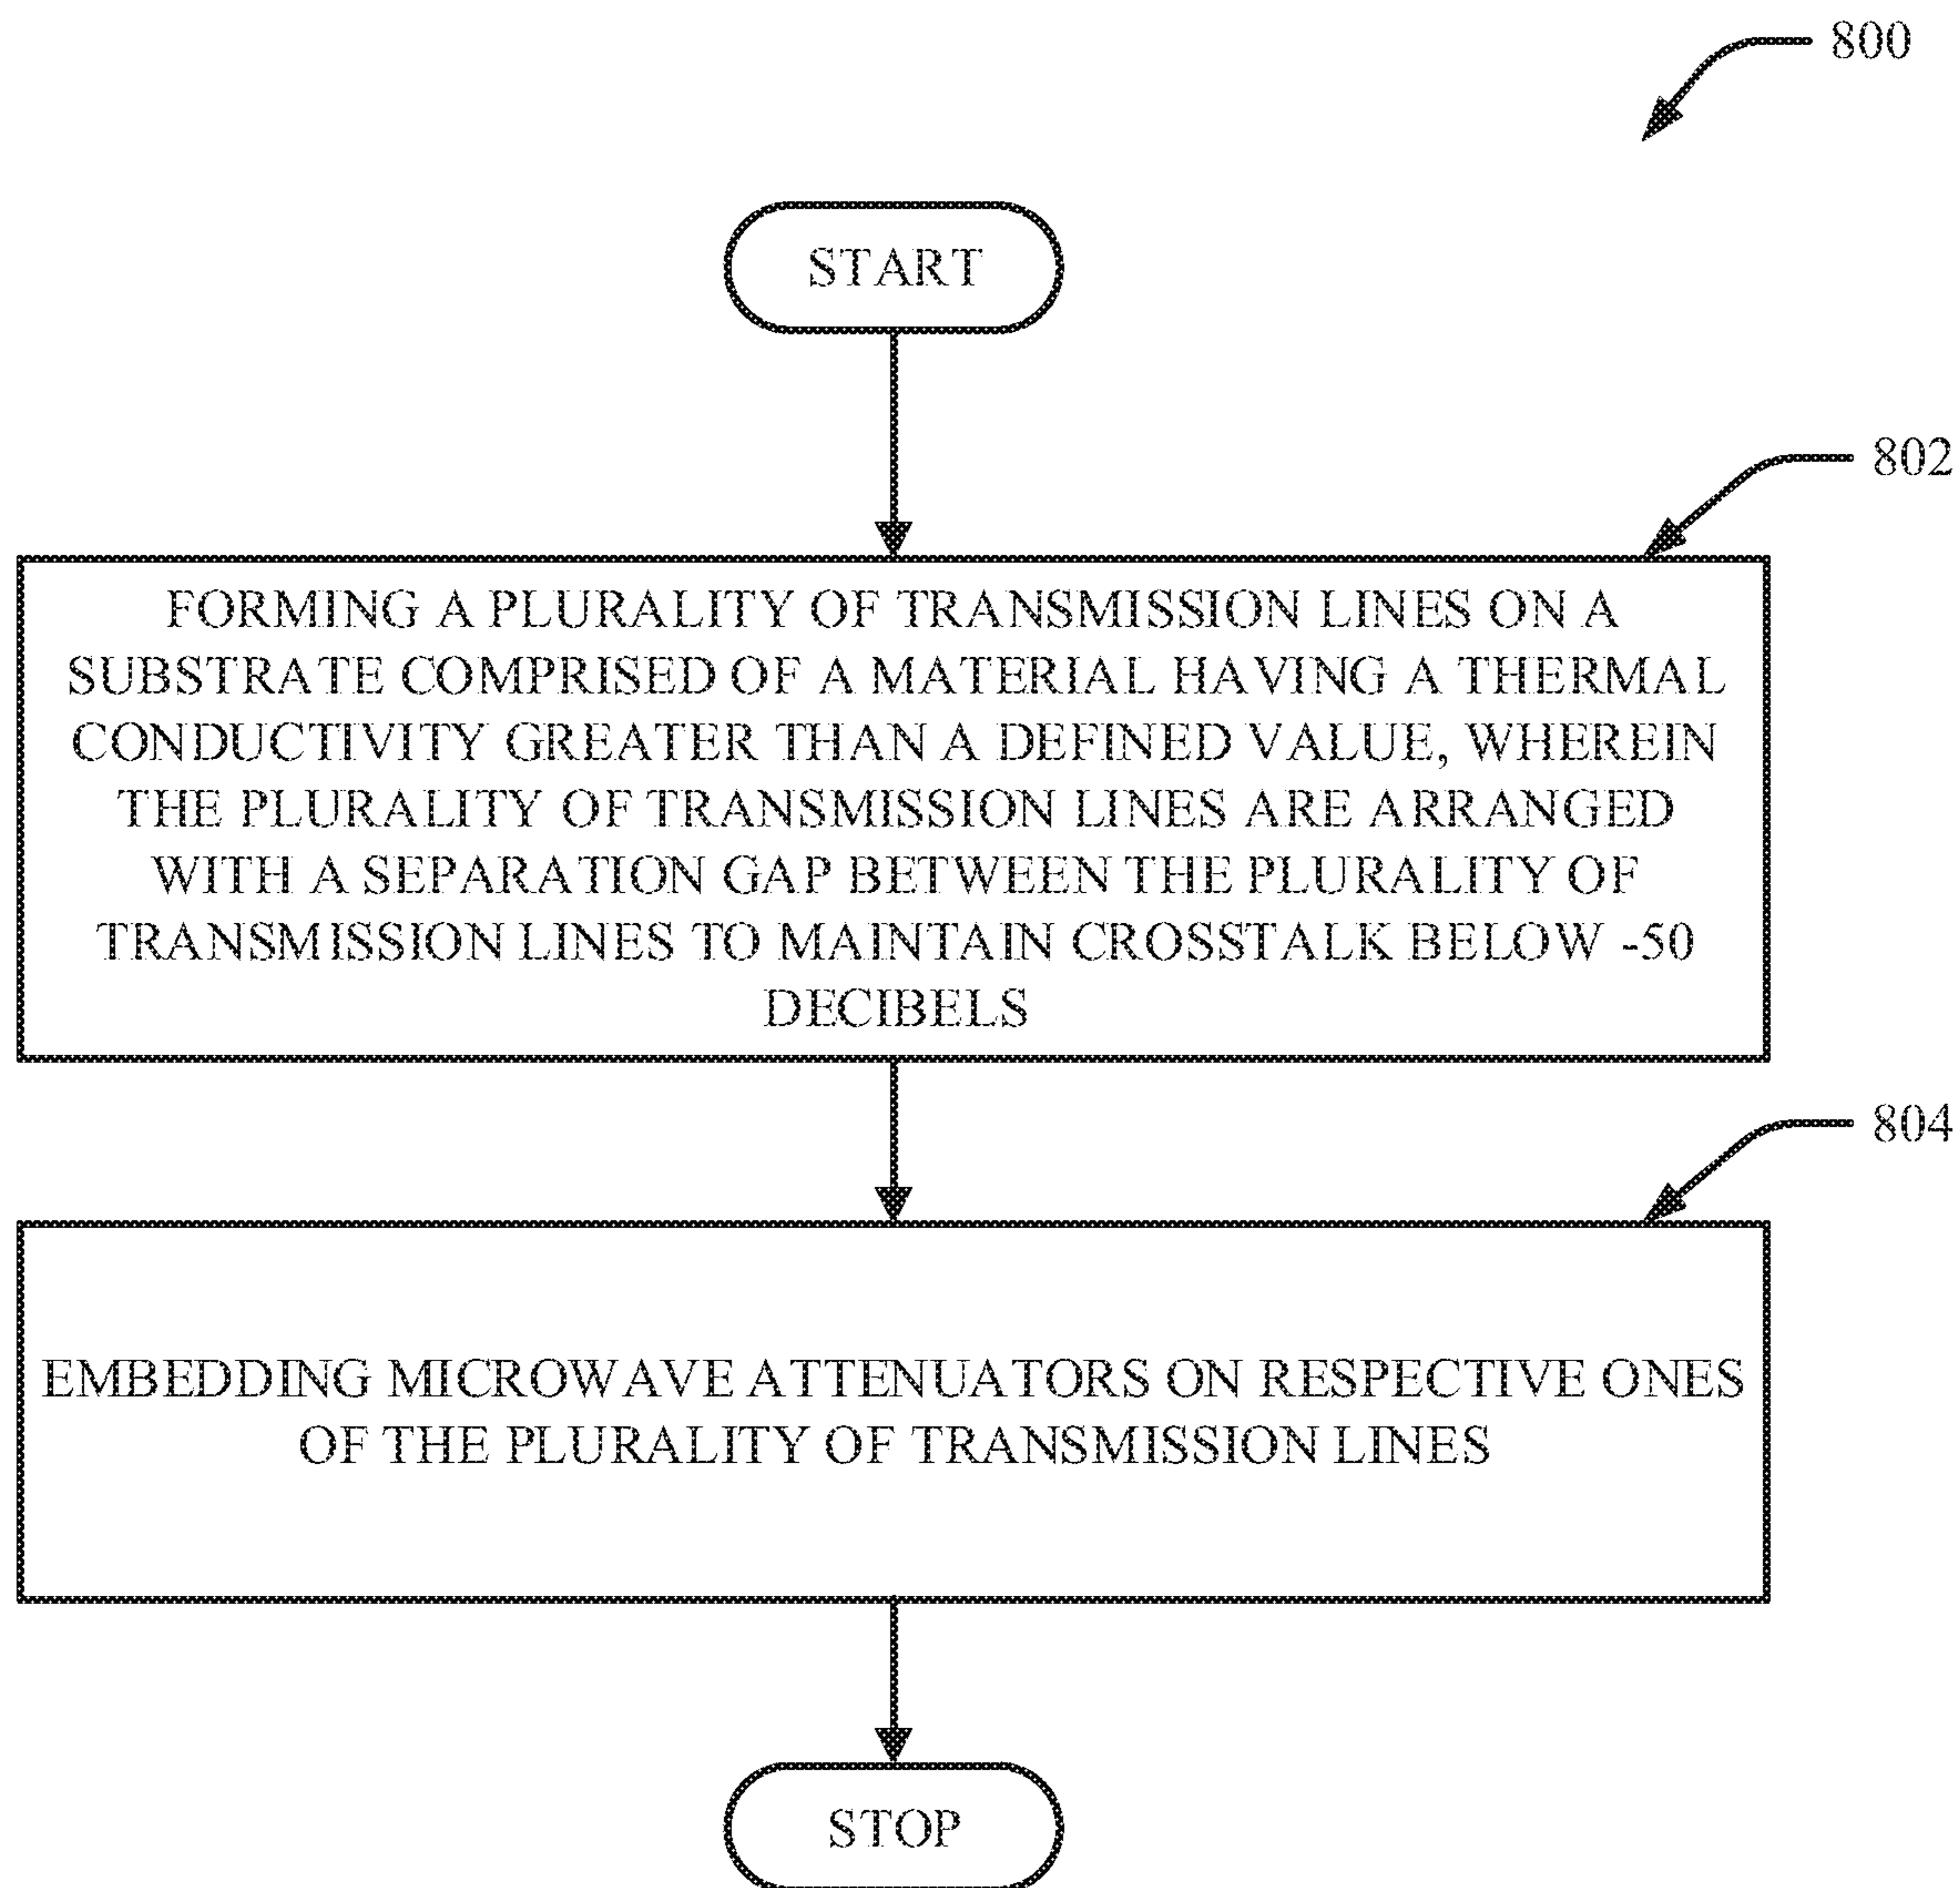 800
START
802
FORMING A PLURALITY OF TRANSMISSION LINES ON A
SUBSTRATE COMPRISED OF A MATERIAL HAVING A THERMAL
CONDUCTIVITY GREATER THAN A DEFINED VALUE, WHEREIN
THE PLURALITY OF TRANSMISSION LINES ARE ARRANGED
WITH A SEPARATION GAP BETWEEN THE PLURALITY OF
TRANSMISSION LINES TO MAINTAIN CROSSTALK BELOW -50
DECIBELS
804
EMBEDDING MICROWAVE ATTENUATORS ON RESPECTIVE ONES
OF THE PLURALITY OF TRANSMISSION LINES
STOP